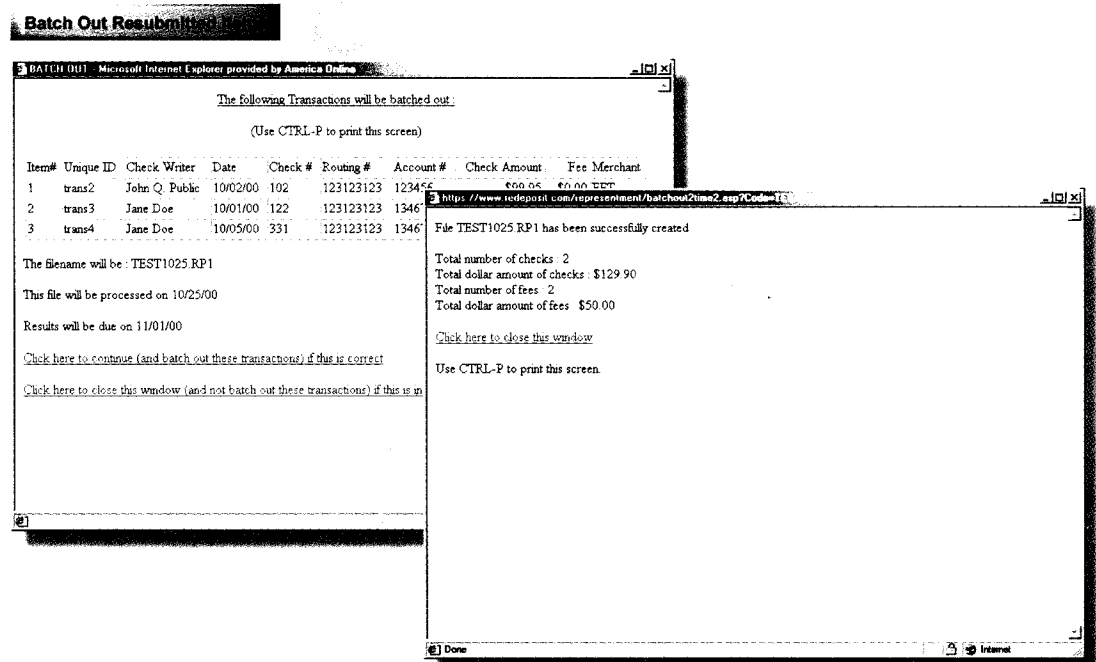 Batch Out Resubmitted
BATCH OUT - Microsoft Internet Explorer provided by America Online
The following Transactions will be batched out :
(Use CTRL-P to print this screen)
Item# Unique ID Check Writer Date Check # Routing # Account # Check Amount Fee Merchant
1 trans2 John Q. Public 10/02/00 102 123123123 123456 $99.95 $0.00 RET
2 trans3 Jane Doe 10/01/00 122 123123123 1346
3 trans4 Jane Doe 10/05/00 331 123123123 1346
The filename will be : TEST1025.RP1
This file will be processed on 10/25/00
Results will be due on 11/01/00
Click here to continue (and batch out these transactions) if this is correct
Click here to close this window (and not batch out these transactions) if this is in
https://www.redeposit.com/representment/batchout2time2.asp?Code=
File TEST1025.RP1 has been successfully created
Total number of checks : 2
Total dollar amount of checks : $129.90
Total number of fees : 2
Total dollar amount of fees : $50.00
Click here to close this window
Use CTRL-P to print this screen.
Done
Internet